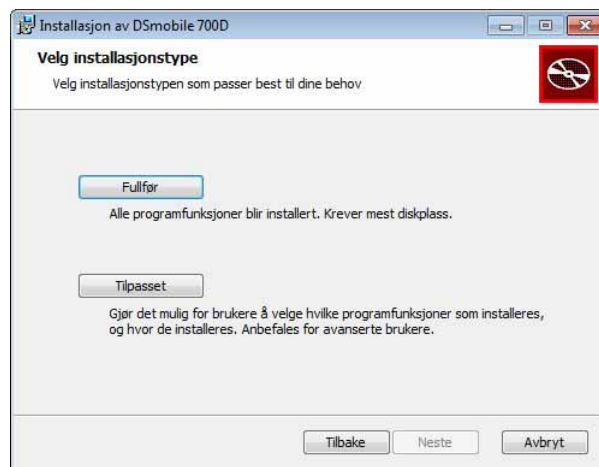 Installasjon av DSmobile 700D
Velg installasjonstype
Velg installasjonstypen som passer best til dine behov
Fullfør
Alle programfunksjoner blir installert. Krever mest diskplass.
Tilpasset
Gjør det mulig for brukere å velge hvilke programfunksjoner som installeres,
og hvor de installeres. Anbefales for avanserte brukere.
Tilbake Neste Avbryt